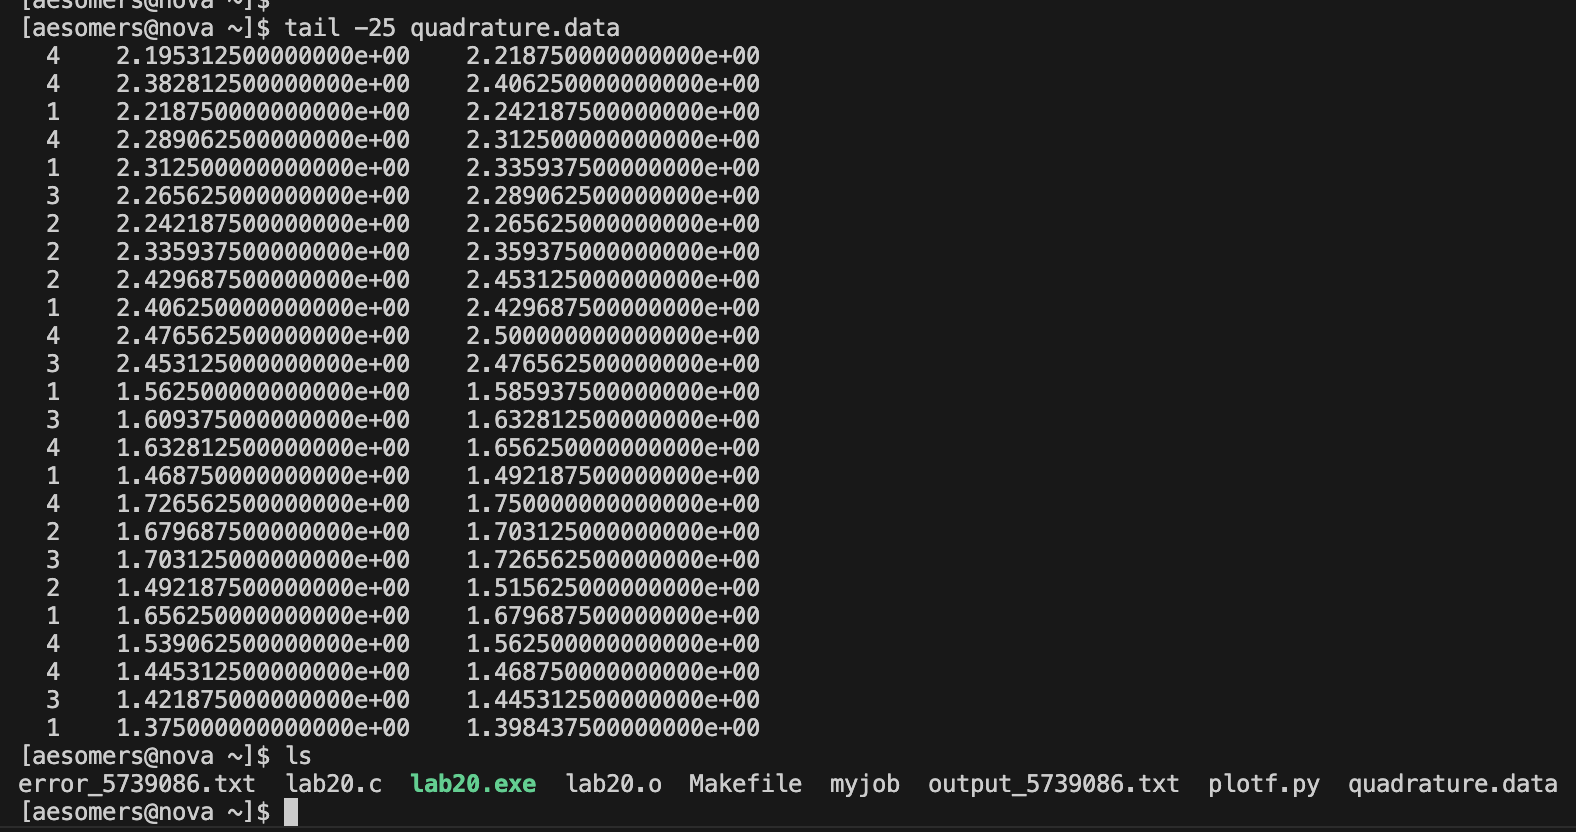 [aesomers@nova ~]$
[aesomers@nova ~]$ tail -25 quadrature.data
4 2.195312500000000e+00 2.218750000000000e+00
4 2.382812500000000e+00 2.406250000000000e+00
1 2.218750000000000e+00 2.242187500000000e+00
4 2.289062500000000e+00 2.312500000000000e+00
1 2.312500000000000e+00 2.335937500000000e+00
3 2.265625000000000e+00 2.289062500000000e+00
2 2.242187500000000e+00 2.265625000000000e+00
2 2.335937500000000e+00 2.359375000000000e+00
2 2.429687500000000e+00 2.453125000000000e+00
1 2.406250000000000e+00 2.429687500000000e+00
4 2.476562500000000e+00 2.500000000000000e+00
3 2.453125000000000e+00 2.476562500000000e+00
1 1.562500000000000e+00 1.585937500000000e+00
3 1.609375000000000e+00 1.632812500000000e+00
4 1.632812500000000e+00 1.656250000000000e+00
1 1.468750000000000e+00 1.492187500000000e+00
4 1.726562500000000e+00 1.750000000000000e+00
2 1.679687500000000e+00 1.703125000000000e+00
3 1.703125000000000e+00 1.726562500000000e+00
2 1.492187500000000e+00 1.515625000000000e+00
1 1.656250000000000e+00 1.679687500000000e+00
4 1.539062500000000e+00 1.562500000000000e+00
4 1.445312500000000e+00 1.468750000000000e+00
3 1.421875000000000e+00 1.445312500000000e+00
1 1.375000000000000e+00 1.398437500000000e+00
[aesomers@nova ~]$ ls
error_5739086.txt lab20.c lab20.exe lab20.o Makefile myjob output_5739086.txt plotf.py quadrature.data
[aesomers@nova ~]$